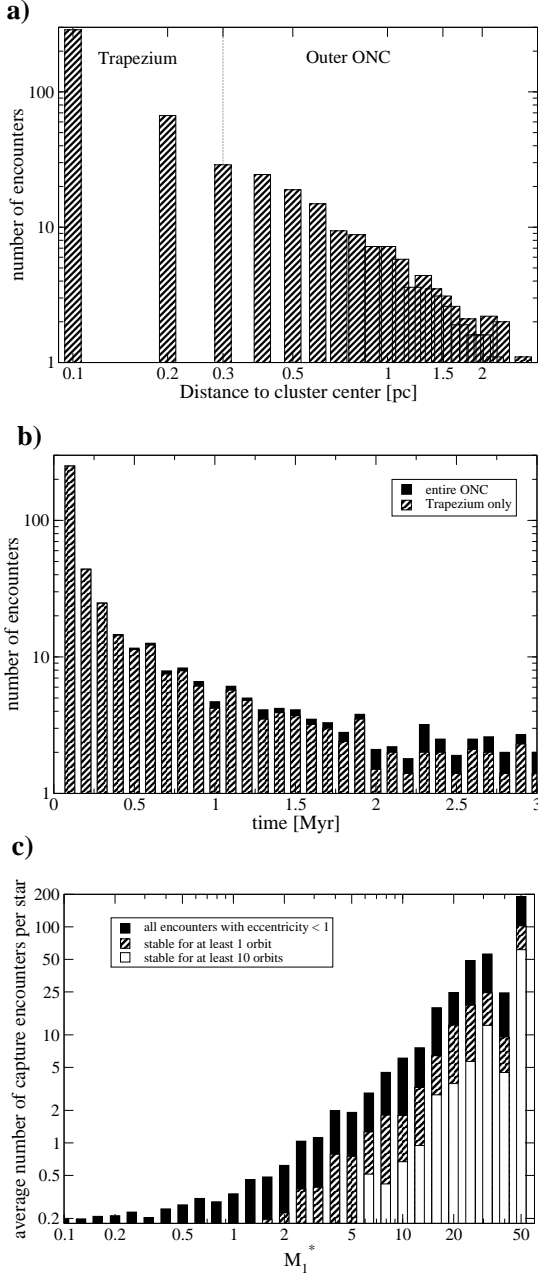 a)
Trapezium
Outer ONC
number of encounters
100
10
1
0.1
0.2
0.3
0.5
1
1.5
2
Distance to cluster center [pc]
b)
entire ONC
Trapezium only
number of encounters
100
10
1
0
0.5
1
1.5
2
2.5
3
time [Myr]
c)
all encounters with eccentricity < 1
stable for at least 1 orbit
stable for at least 10 orbits
average number of capture encounters per star
200
100
50
25
10
5
2
1
0.5
0.2
0.1
0.2
0.5
1
2
5
10
20
50
M1*